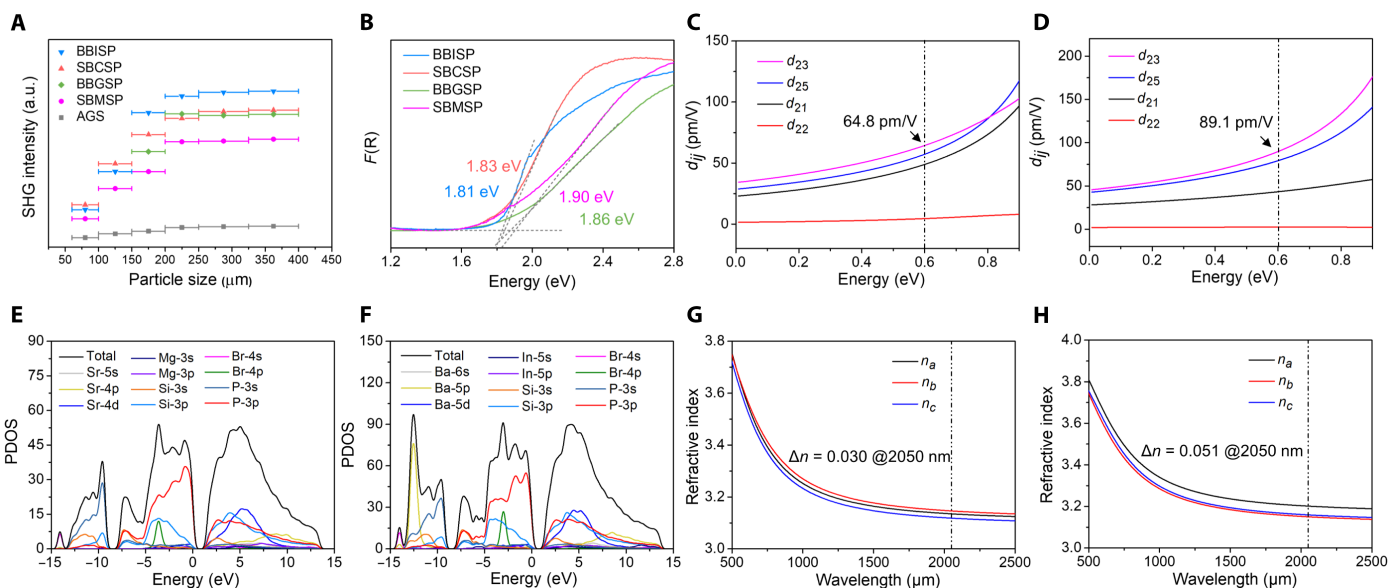 A
SHG intensity (a.u.)
BBISP
SBCSP
BBGSP
SBMSP
AGS
50 100 150 200 250 300 350 400 450
Particle size (μm)
B
F(R)
BBISP
SBCSP
BBGSP
SBMSP
1.83 eV
1.81 eV
1.90 eV
1.86 eV
1.2 1.6 2.0 2.4 2.8
Energy (eV)
C
dij (pm/V)
150
100
50
0
d23
d25
d21
d22
64.8 pm/V
0.0 0.2 0.4 0.6 0.8
Energy (eV)
D
dij (pm/V)
200
150
100
50
0
d23
d25
d21
d22
89.1 pm/V
0.0 0.2 0.4 0.6 0.8
Energy (eV)
E
PDOS
90
75
60
45
30
15
0
Total Mg-3s Br-4s
Sr-5s Mg-3p Br-4p
Sr-4p Si-3s P-3s
Sr-4d Si-3p P-3p
-15 -10 -5 0 5 10 15
Energy (eV)
F
PDOS
150
120
90
60
30
0
Total In-5s Br-4s
Ba-6s In-5p Br-4p
Ba-5p Si-3s P-3s
Ba-5d Si-3p P-3p
-15 -10 -5 0 5 10 15
Energy (eV)
G
Refractive index
3.8
3.6
3.4
3.2
3.0
na
nb
nc
Δn = 0.030 @2050 nm
500 1000 1500 2000 2500
Wavelength (μm)
H
Refractive index
4.0
3.8
3.6
3.4
3.2
3.0
na
nb
nc
Δn = 0.051 @2050 nm
500 1000 1500 2000 2500
Wavelength (μm)